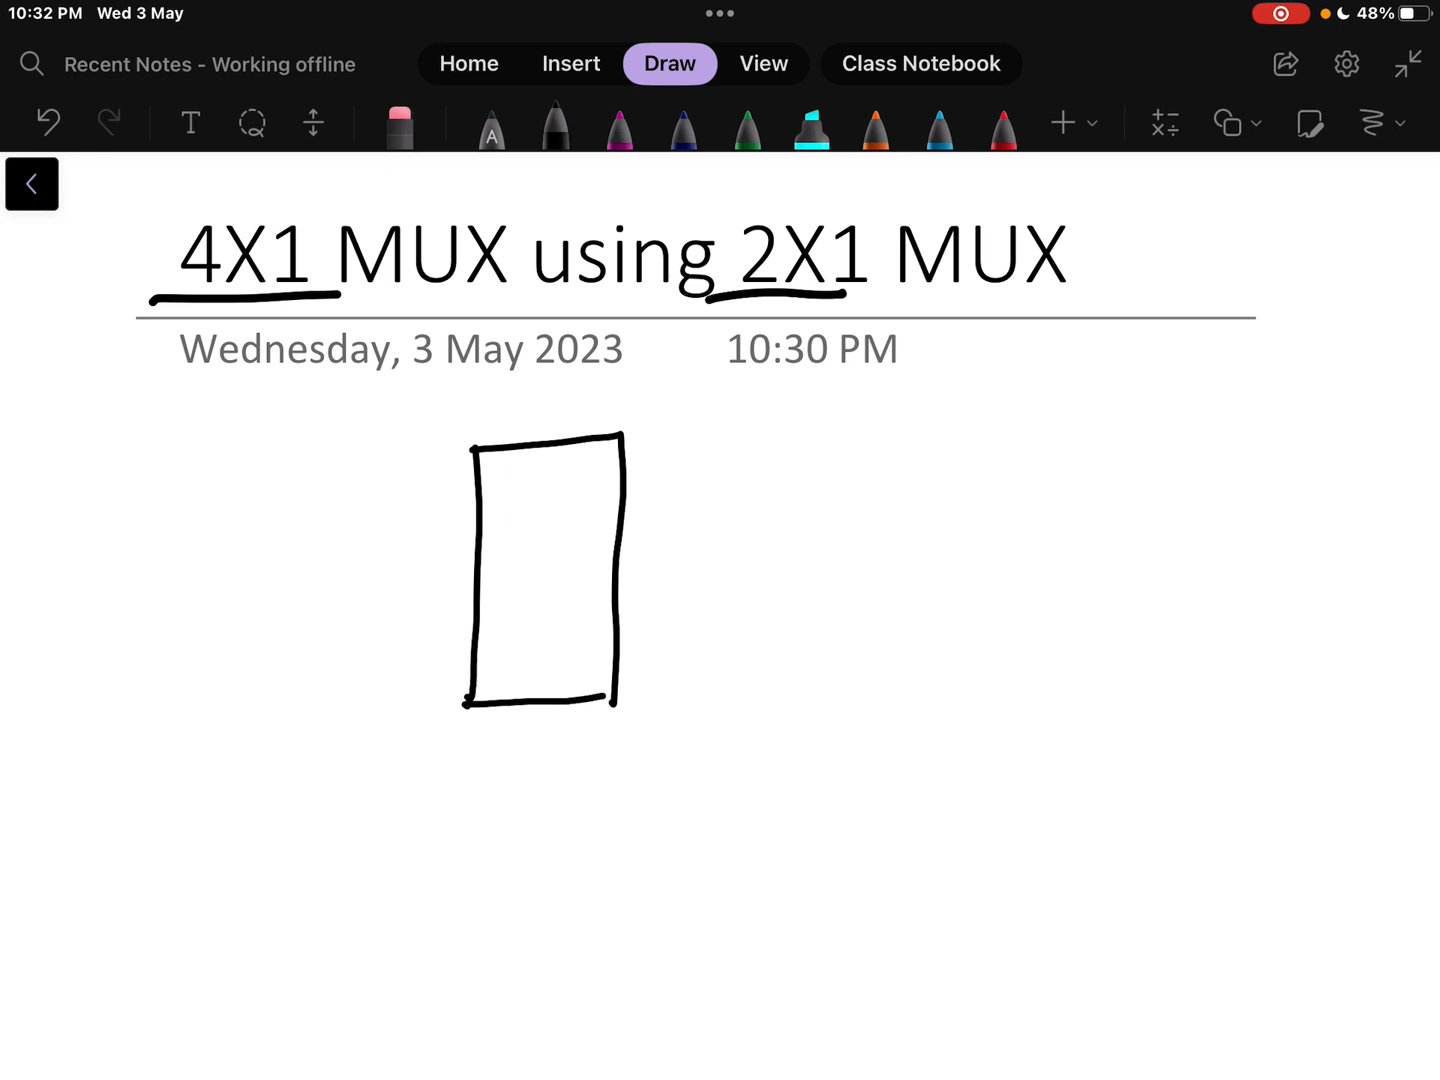 10:32 PM Wed 3 May 48%
Recent Notes - Working offline Home Insert Draw View Class Notebook
T A
4X1 MUX using 2X1 MUX
Wednesday, 3 May 2023 10:30 PM